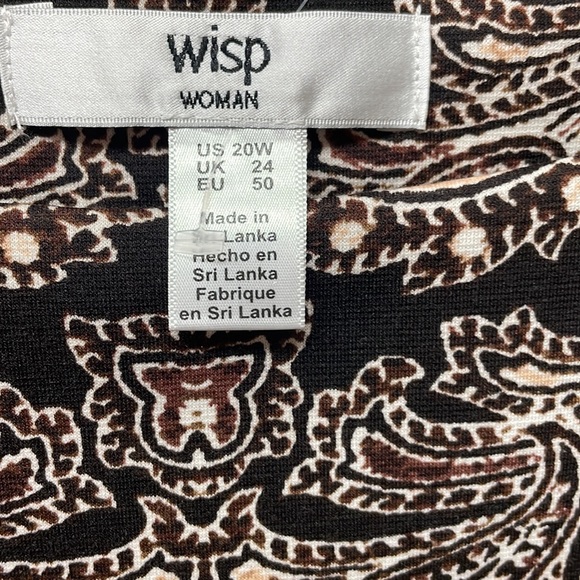 wisp
WOMAN
US 20W
UK 24
EU 50
Made in
Sri Lanka
Hecho en
Sri Lanka
Fabrique
en Sri Lanka